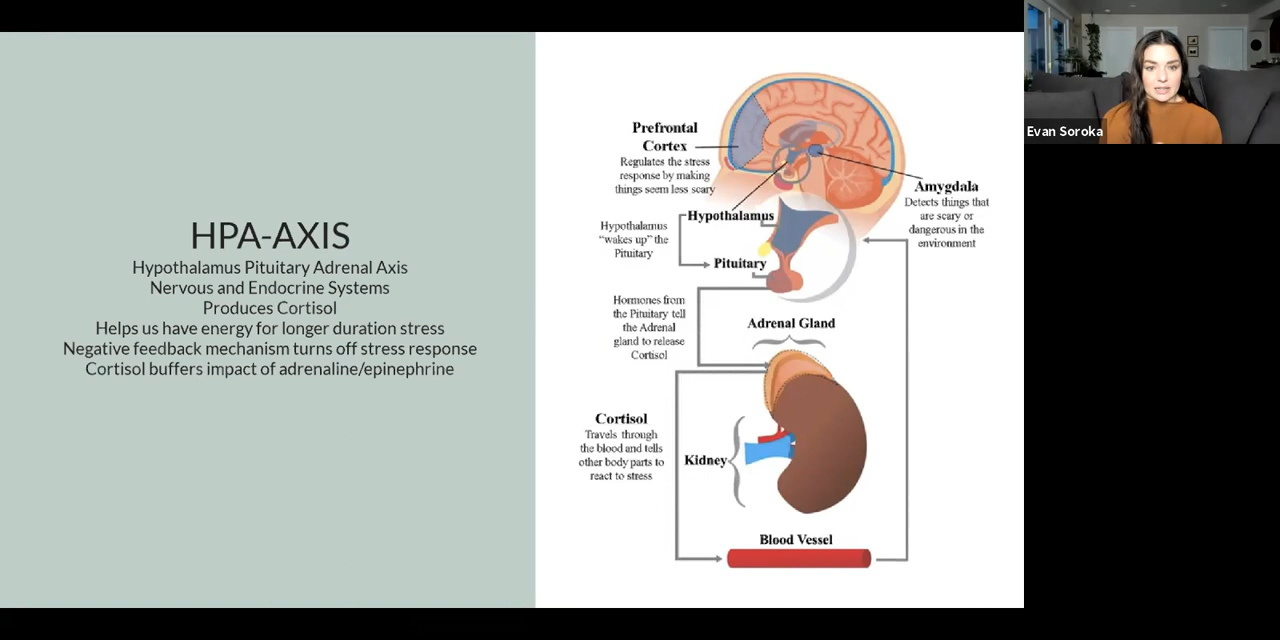 HPA-AXIS
Hypothalamus Pituitary Adrenal Axis
Nervous and Endocrine Systems
Produces Cortisol
Helps us have energy for longer duration stress
Negative feedback mechanism turns off stress response
Cortisol buffers impact of adrenaline/epinephrine
Prefrontal
Cortex
Regulates the stress
response by making
things seem less scary
Amygdala
Detects things that
are scary or
dangerous in the
environment
Hypothalamus
Hypothalamus
"wakes up" the
Pituitary
Pituitary
Hormones from
the Pituitary tell
the Adrenal
gland to release
Cortisol
Adrenal Gland
Cortisol
Travels through
the blood and tells
other body parts to
react to stress
Kidney
Blood Vessel
Evan Soroka